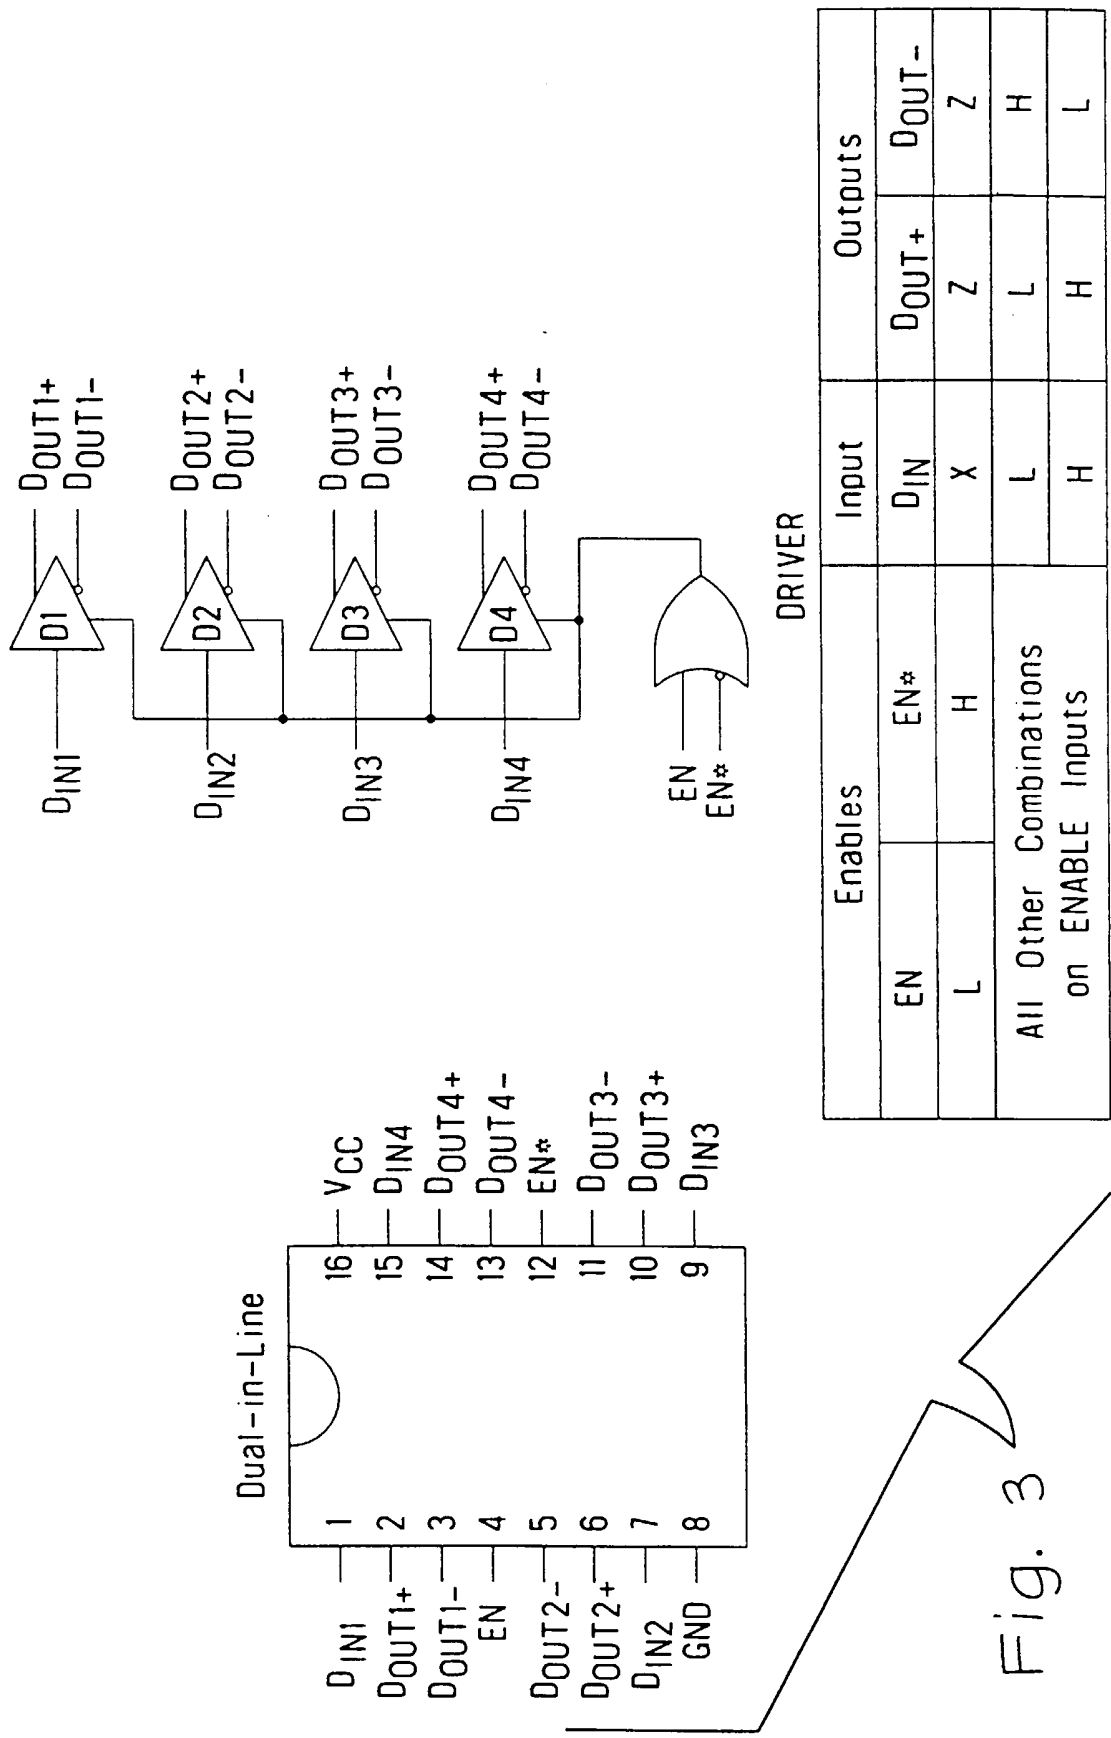 Dual-in-Line
DIN1 1
DOUT1+ 2
DOUT1- 3
EN 4
DOUT2- 5
DOUT2+ 6
DIN2 7
GND 8
16 VCC
15 DIN4
14 DOUT4+
13 DOUT4-
12 EN*
11 DOUT3-
10 DOUT3+
9 DIN3
DIN1 D1 DOUT1+
DOUT1-
DIN2 D2 DOUT2+
DOUT2-
DIN3 D3 DOUT3+
DOUT3-
DIN4 D4 DOUT4+
DOUT4-
EN
EN*
DRIVER
Enables Input Outputs
EN EN* DIN DOUT+ DOUT-
L H X Z Z
All Other Combinations L L H
on ENABLE Inputs H H L
Fig. 3